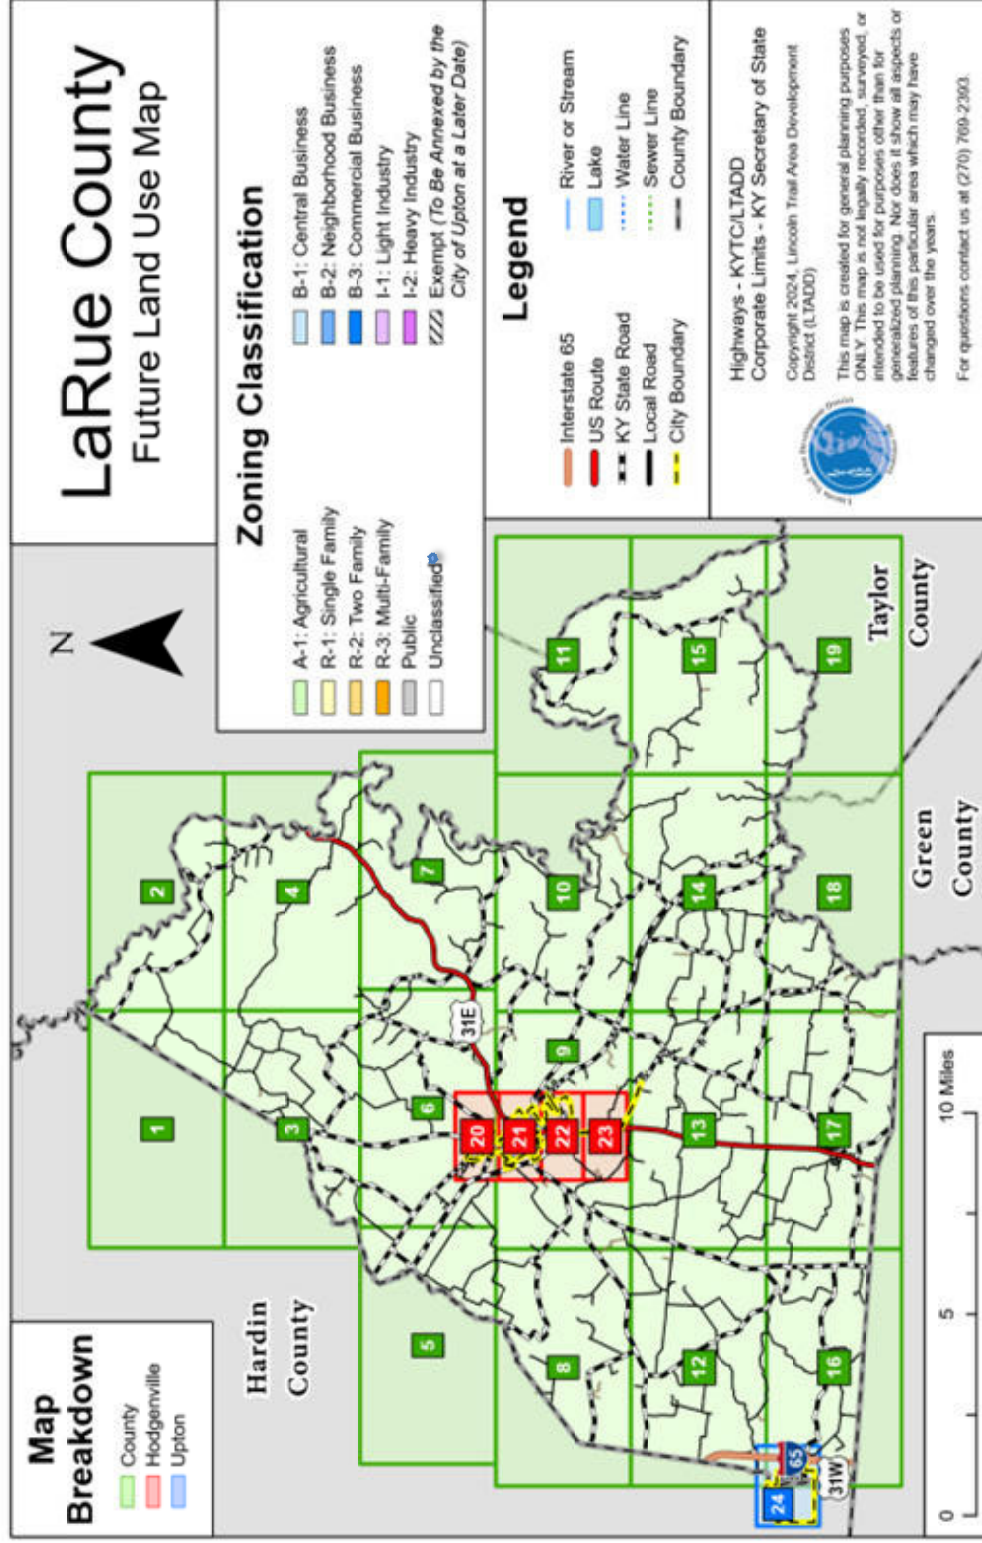 LaRue County
Future Land Use Map
Zoning Classification
A-1: Agricultural
R-1: Single Family
R-2: Two Family
R-3: Multi-Family
Public
Unclassified
B-1: Central Business
B-2: Neighborhood Business
B-3: Commercial Business
I-1: Light Industry
I-2: Heavy Industry
Exempt (To Be Annexed by the
City of Upton at a Later Date)
Legend
Interstate 65
US Route
KY State Road
Local Road
City Boundary
River or Stream
Lake
Water Line
Sewer Line
County Boundary
Highways - KYTC/LTADD
Corporate Limits - KY Secretary of State
Copyright 2024, Lincoln Trail Area Development
District (LTADD)
This map is created for general planning purposes
ONLY. This map is not legally recorded, surveyed, or
intended to be used for purposes other than for
generalized planning. Nor does it show all aspects or
features of this particular area which may have
changed over the years.
For questions contact us at (270) 769-2393.
Map
Breakdown
County
Hodgenville
Upton
N
Hardin
County
Green
County
Taylor
County
1
2
3
4
5
6
7
31E
8
9
10
11
20
21
22
23
12
13
14
15
16
17
18
19
24
65
31W
0
5
10 Miles